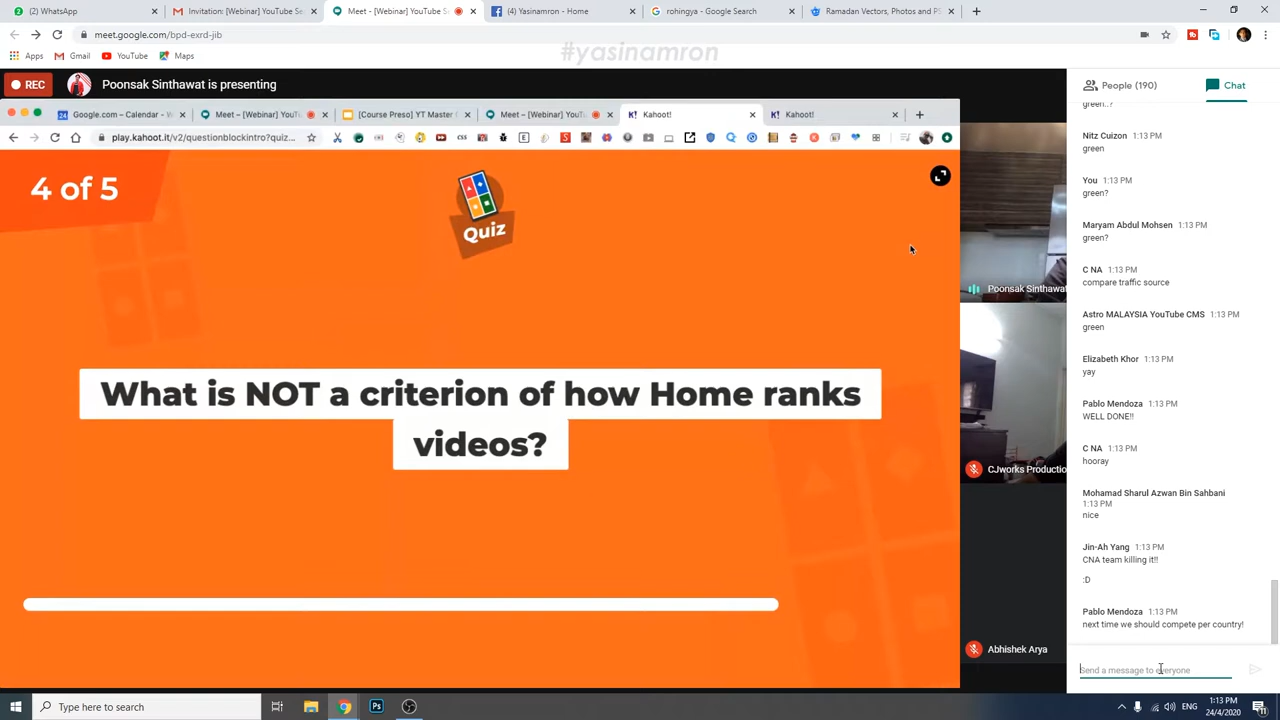 WhatsApp
Invitation: [Webinar] YouTube
Meet – [Webinar] YouTube Se
(4) Yasinamron - Home
rohingya - Google Search
Ramadan Vectors, Photos and PS
meet.google.com/bpd-exrd-jib
Apps
Gmail
YouTube
Maps
#yasinamron
REC
Poonsak Sinthawat is presenting
People (190)
Chat
Google.com – Calendar – W
Meet – [Webinar] YouT
[Course Preso] YT Master C
Meet – [Webinar] YouT
Kahoot!
Kahoot!
play.kahoot.it/v2/questionblockintro?quiz...
4 of 5
Quiz
What is NOT a criterion of how Home ranks
videos?
Poonsak Sinthawat
CJworks Productio
Abhishek Arya
green..?
Nitz Cuizon 1:13 PM
green
You 1:13 PM
green?
Maryam Abdul Mohsen 1:13 PM
green?
C NA 1:13 PM
compare traffic source
Astro MALAYSIA YouTube CMS 1:13 PM
green
Elizabeth Khor 1:13 PM
yay
Pablo Mendoza 1:13 PM
WELL DONE!!
C NA 1:13 PM
hooray
Mohamad Sharul Azwan Bin Sahbani
1:13 PM
nice
Jin-Ah Yang 1:13 PM
CNA team killing it!!
:D
Pablo Mendoza 1:13 PM
next time we should compete per country!
Send a message to everyone
Type here to search
ENG
1:13 PM
24/4/2020